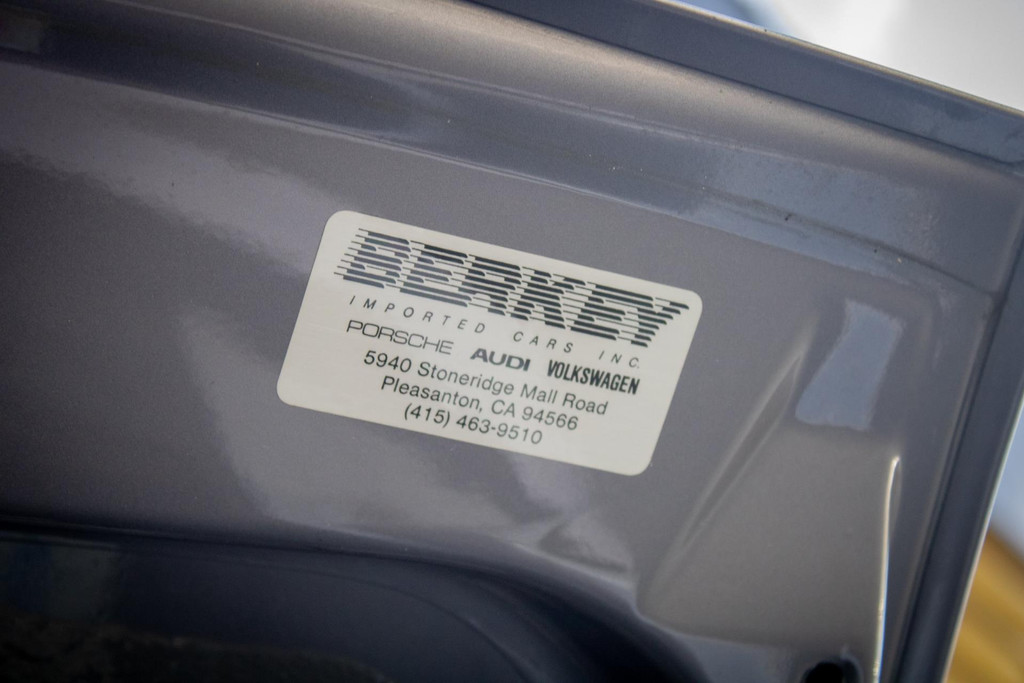 BERKEY
IMPORTED CARS INC.
PORSCHE AUDI VOLKSWAGEN
5940 Stoneridge Mall Road
Pleasanton, CA 94566
(415) 463-9510